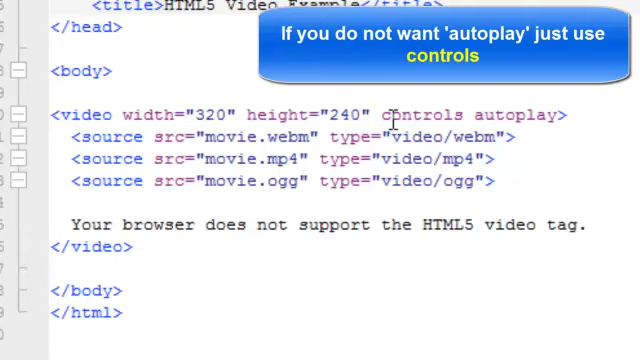 <title>HTML5 Video Example</title>
</head>
If you do not want 'autoplay' just use
controls
<body>
<video width="320" height="240" controls autoplay>
<source src="movie.webm" type="video/webm">
<source src="movie.mp4" type="video/mp4">
<source src="movie.ogg" type="video/ogg">
Your browser does not support the HTML5 video tag.
</video>
</body>
</html>